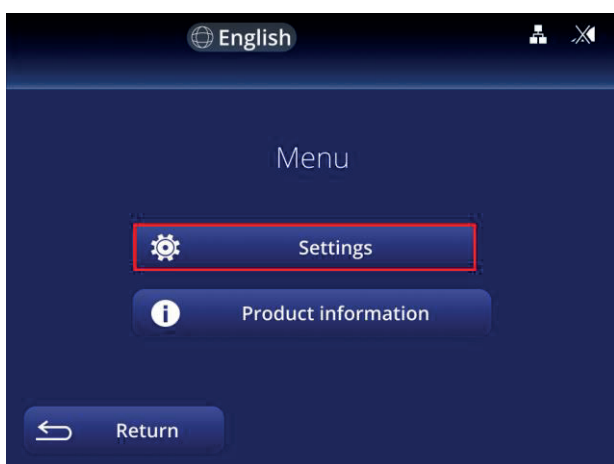 English
Menu
Settings
Product information
Return